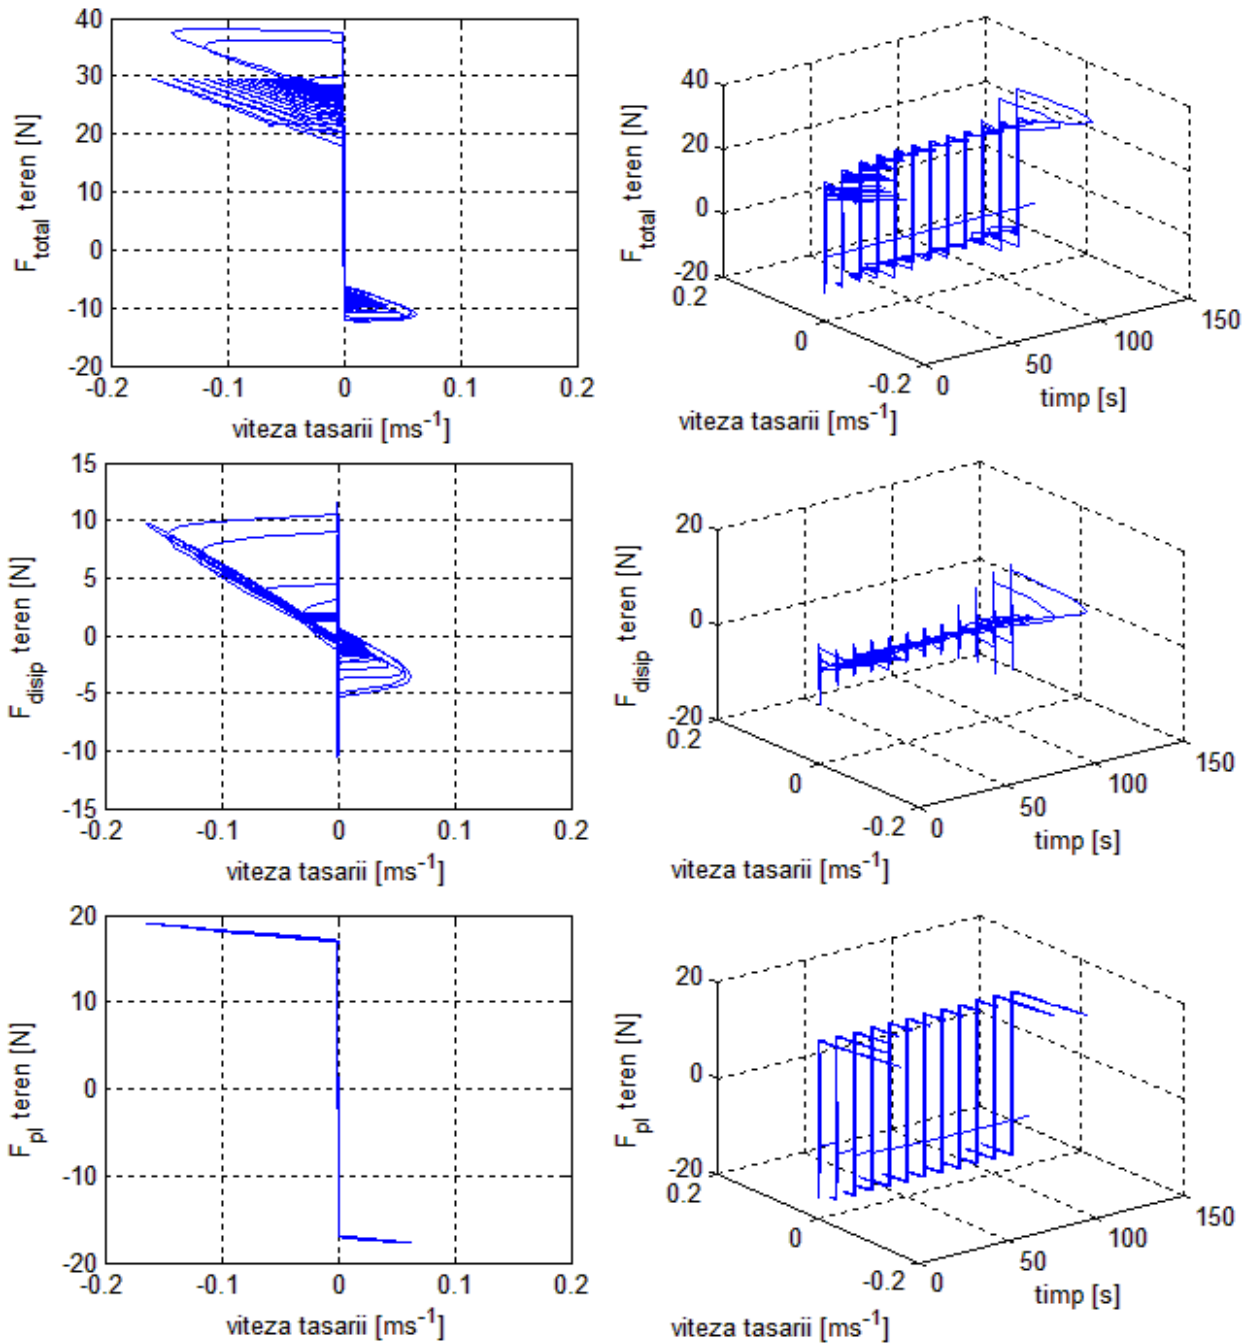 40
30
20
10
0
-10
-20
-0.2 -0.1 0 0.1 0.2
F_total teren [N]
viteza tasarii [ms^-1]
40
20
0
-20
0.2
0
-0.2
0
50
100
150
F_total teren [N]
viteza tasarii [ms^-1]
timp [s]
15
10
5
0
-5
-10
-15
-0.2 -0.1 0 0.1 0.2
F_disip teren [N]
viteza tasarii [ms^-1]
20
0
-20
0.2
0
-0.2
0
50
100
150
F_disip teren [N]
viteza tasarii [ms^-1]
timp [s]
20
10
0
-10
-20
-0.2 -0.1 0 0.1 0.2
F_pl teren [N]
viteza tasarii [ms^-1]
20
0
-20
0.2
0
-0.2
0
50
100
150
F_pl teren [N]
viteza tasarii [ms^-1]
timp [s]